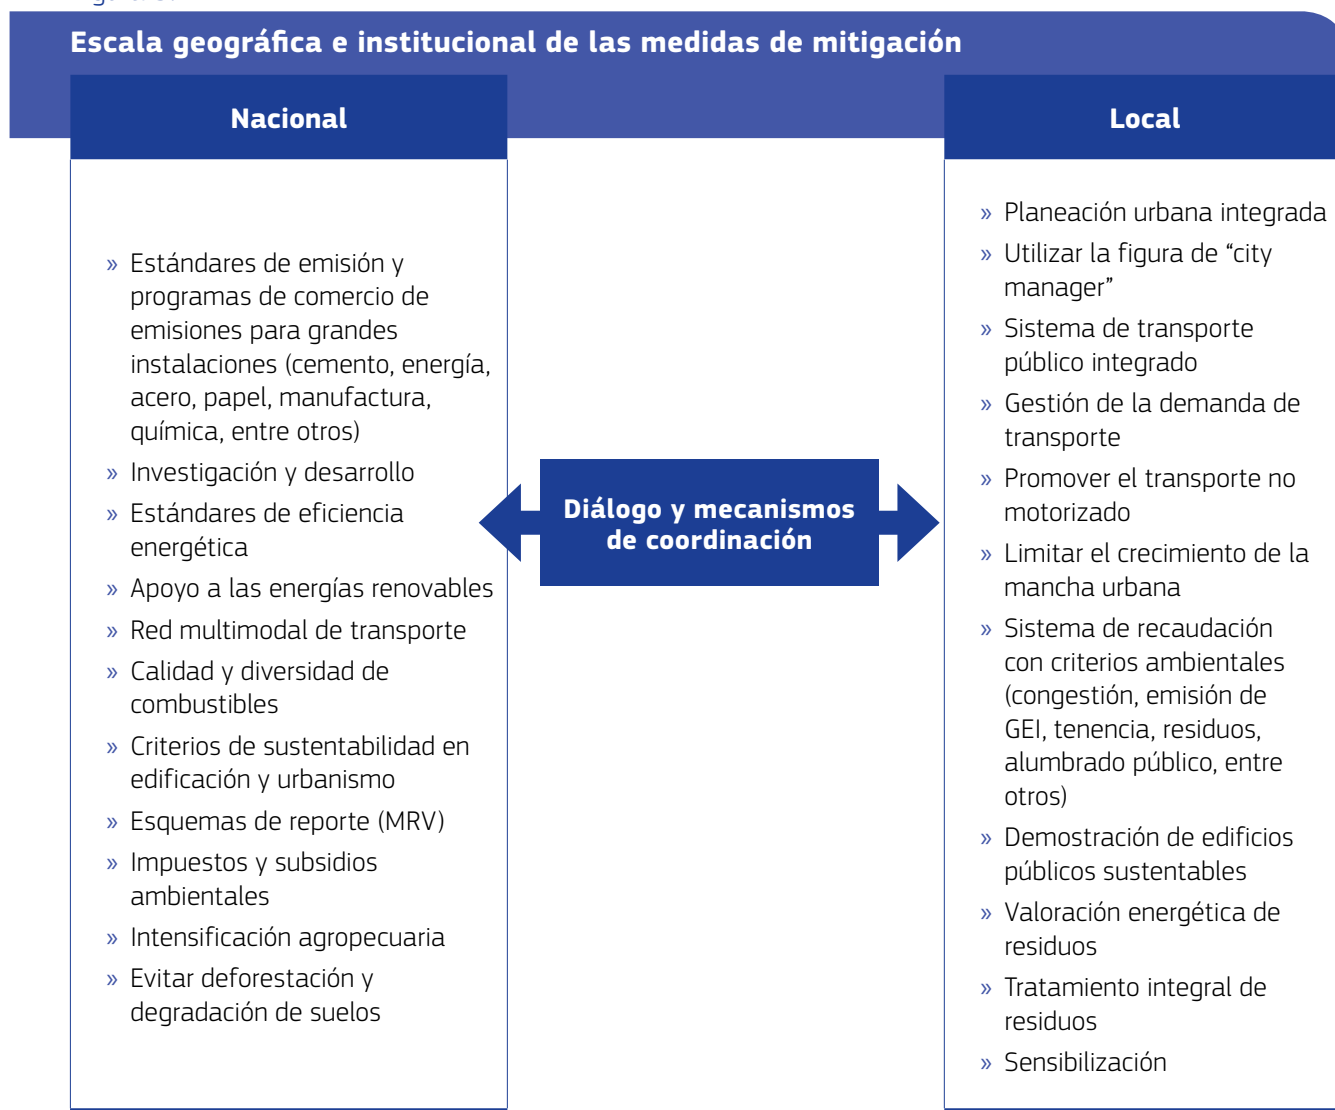 Escala geográfica e institucional de las medidas de mitigación
Nacional
» Estándares de emisión y
programas de comercio de
emisiones para grandes
instalaciones (cemento, energía,
acero, papel, manufactura,
química, entre otros)
» Investigación y desarrollo
» Estándares de eficiencia
energética
» Apoyo a las energías renovables
» Red multimodal de transporte
» Calidad y diversidad de
combustibles
» Criterios de sustentabilidad en
edificación y urbanismo
» Esquemas de reporte (MRV)
» Impuestos y subsidios
ambientales
» Intensificación agropecuaria
» Evitar deforestación y
degradación de suelos
Diálogo y mecanismos
de coordinación
Local
» Planeación urbana integrada
» Utilizar la figura de “city
manager”
» Sistema de transporte
público integrado
» Gestión de la demanda de
transporte
» Promover el transporte no
motorizado
» Limitar el crecimiento de la
mancha urbana
» Sistema de recaudación
con criterios ambientales
(congestión, emisión de
GEI, tenencia, residuos,
alumbrado público, entre
otros)
» Demostración de edificios
públicos sustentables
» Valoración energética de
residuos
» Tratamiento integral de
residuos
» Sensibilización